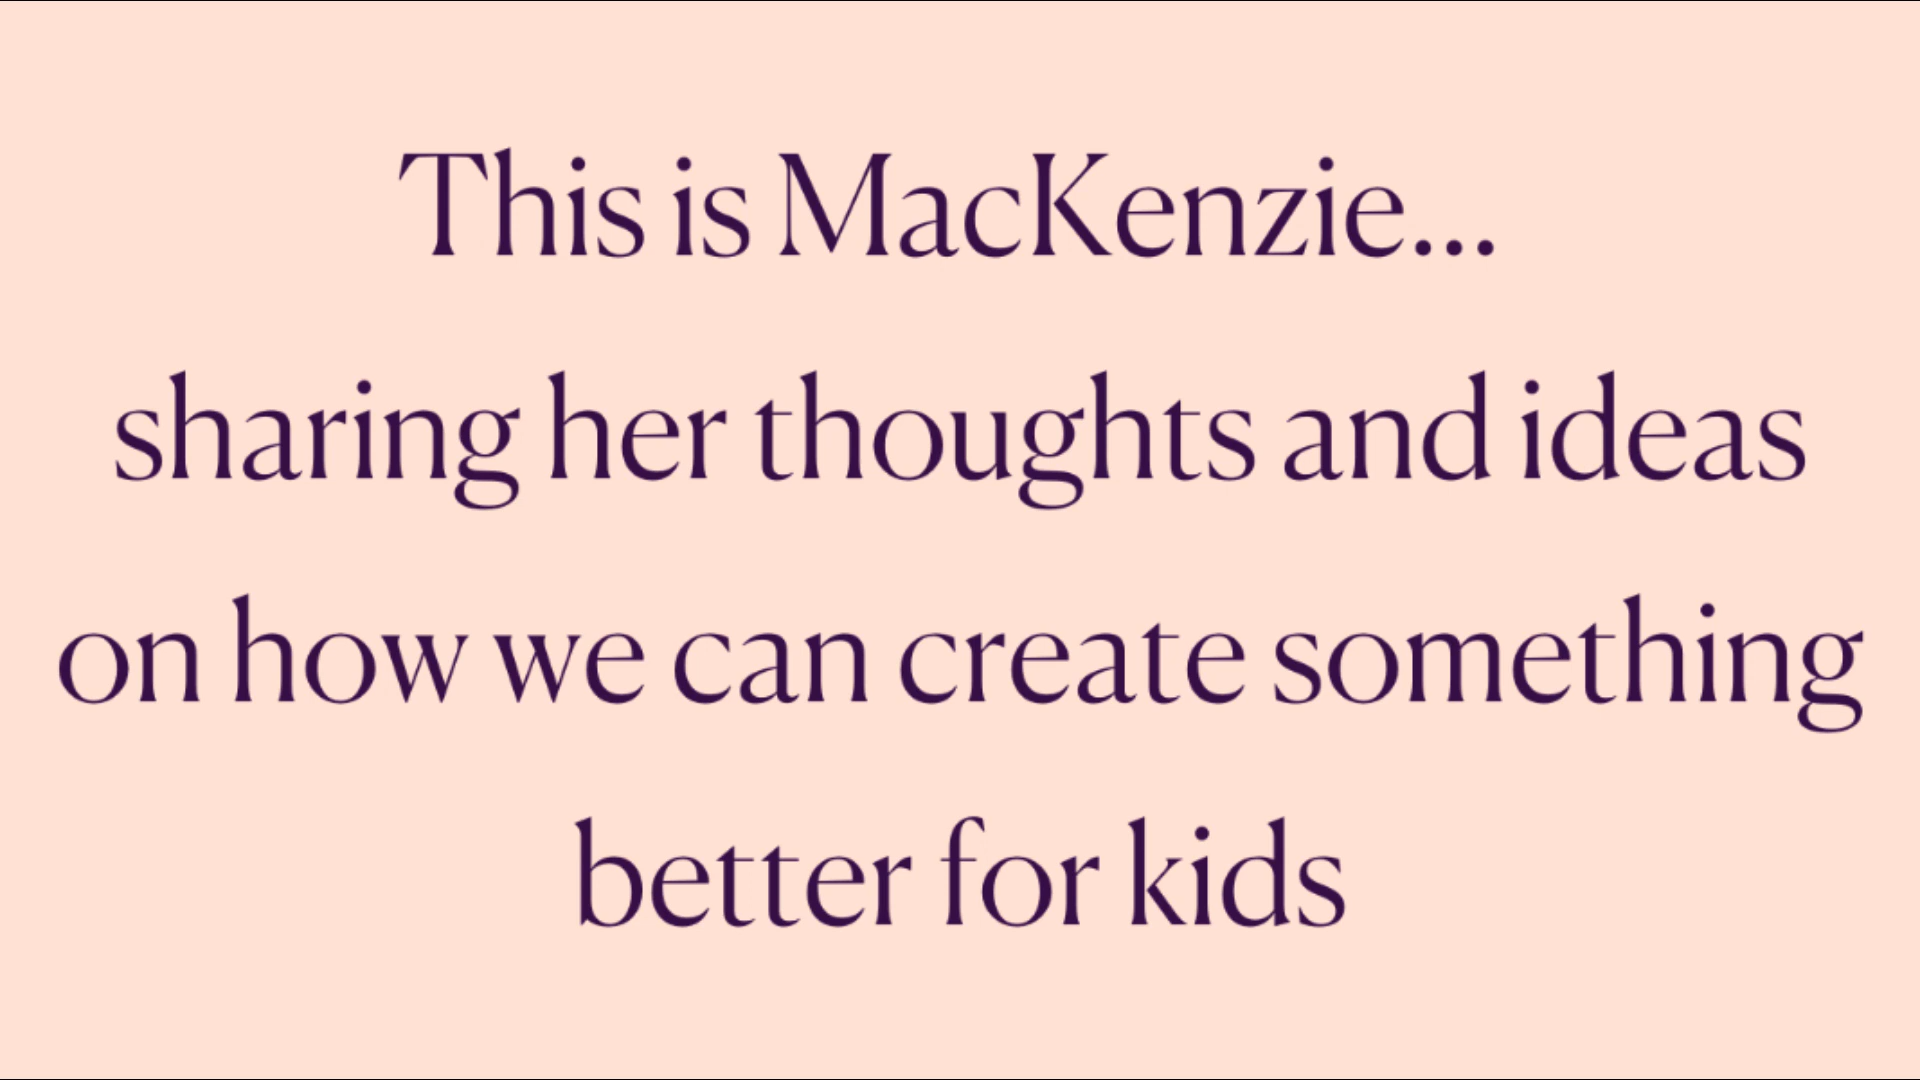 This is MacKenzie...
sharing her thoughts and ideas
on how we can create something
better for kids